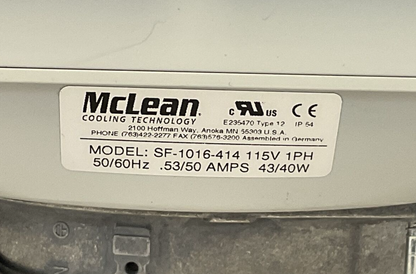 McLean
COOLING TECHNOLOGY
c UR US CE
E235470 Type 12 IP 54
2100 Hoffman Way, Anoka MN 55303 U.S.A.
PHONE (763)422-2277 FAX (763)576-3200 Assembled in Germany
MODEL: SF-1016-414 115V 1PH
50/60Hz .53/50 AMPS 43/40W
N